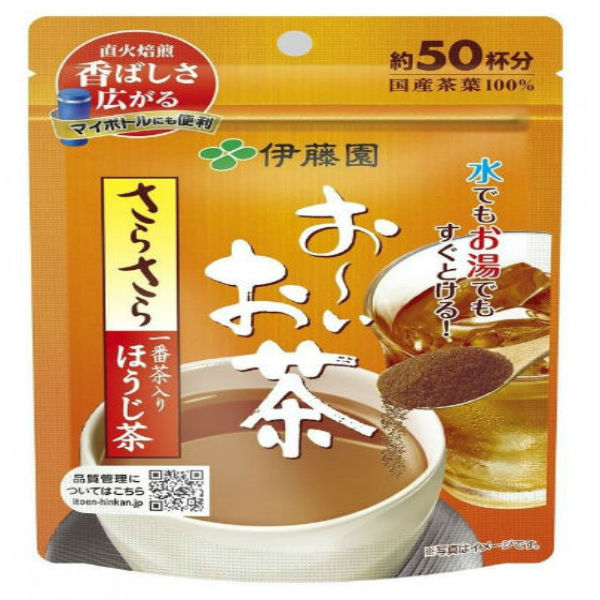 直火焙煎
香ばしさ
広がる
マイボトルにも便利
約50杯分
国産茶葉100%
伊藤園
水でもお湯でも
すぐとける!
お~いお茶
さらさら
一番茶入り
ほうじ茶
品質管理に
ついてはこちら
itoen-hinkan.jp
※写真はイメージです。